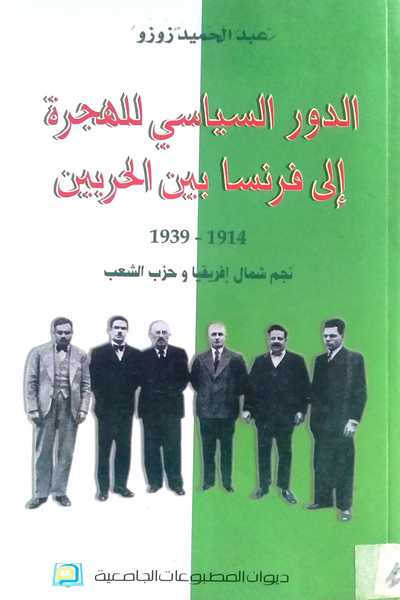 عبد الحميد زوزو
الدور السياسي للهجرة
إلى فرنسا بين الحربين
1914 - 1939
نجم شمال إفريقيا و حزب الشعب
ديوان المطبوعات الجامعية